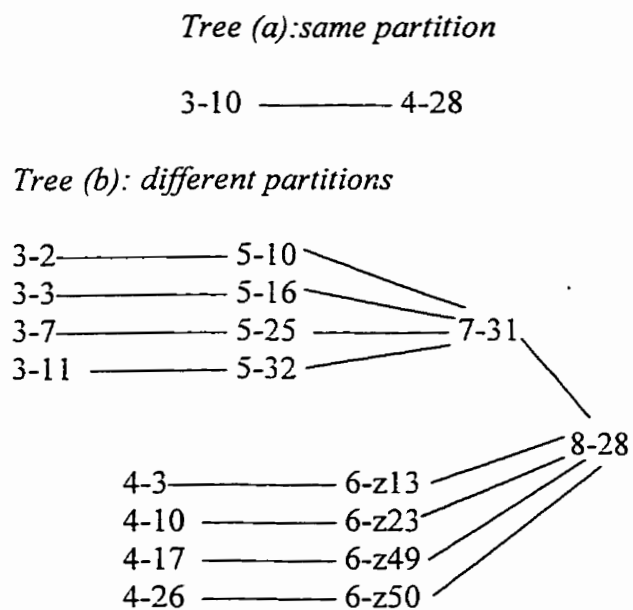 Tree (a):same partition
3-10 4-28
Tree (b): different partitions
3-2 5-10
3-3 5-16
3-7 5-25 7-31
3-11 5-32
8-28
4-3 6-z13
4-10 6-z23
4-17 6-z49
4-26 6-z50